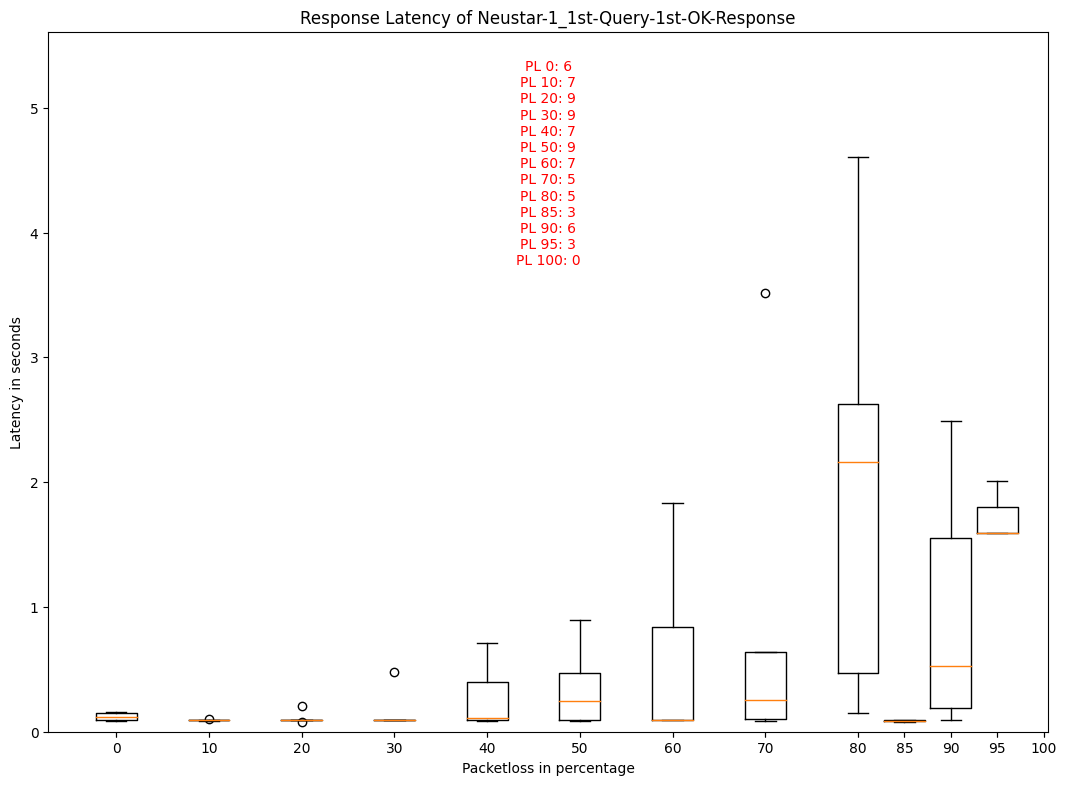 Response Latency of Neustar-1_1st-Query-1st-OK-Response
PL 0: 6
PL 10: 7
PL 20: 9
PL 30: 9
PL 40: 7
PL 50: 9
PL 60: 7
PL 70: 5
PL 80: 5
PL 85: 3
PL 90: 6
PL 95: 3
PL 100: 0
5
4
3
2
1
0
Latency in seconds
0 10 20 30 40 50 60 70 80 85 90 95 100
Packetloss in percentage